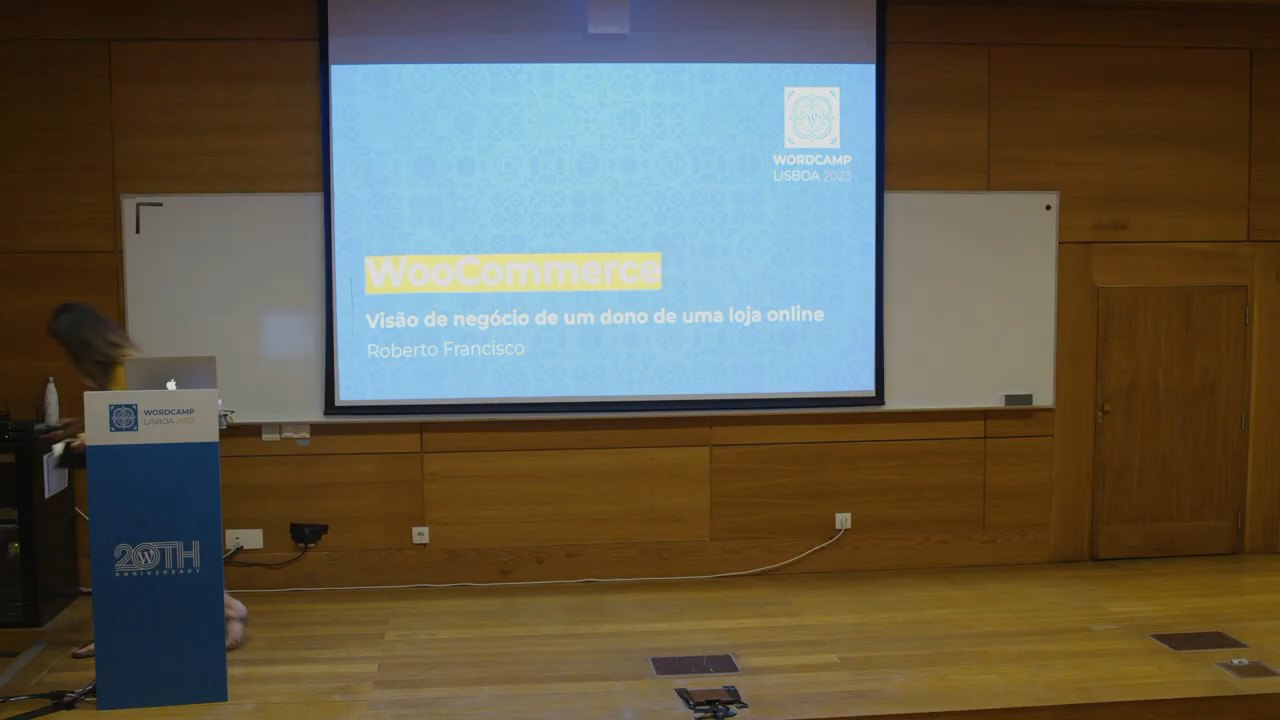 WORDCAMP
LISBOA 2023
WooCommerce
Visão de negócio de um dono de uma loja online
Roberto Francisco
WORDCAMP
LISBOA 2023
20TH
ANNIVERSARY